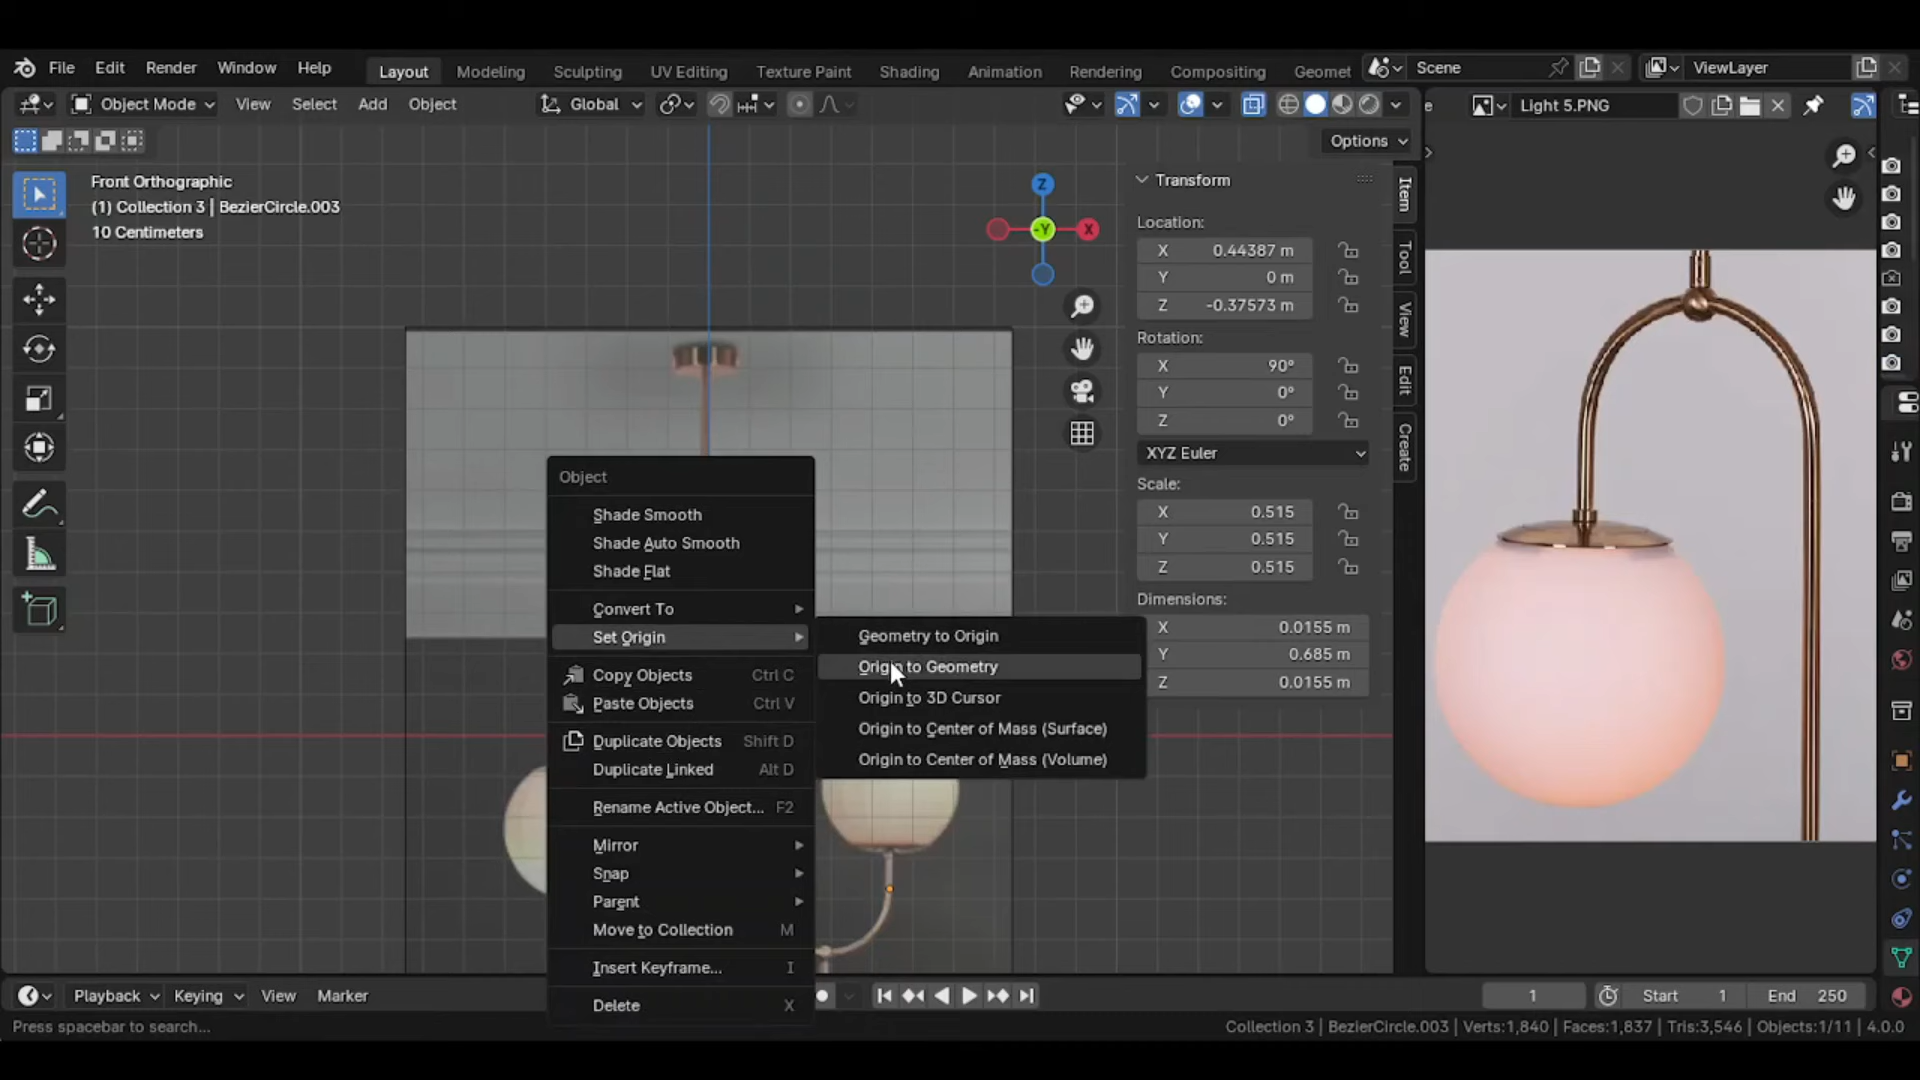 File Edit Render Window Help Layout Modeling Sculpting UV Editing Texture Paint Shading Animation Rendering Compositing Geomet Scene ViewLayer
Object Mode View Select Add Object Global Light 5.PNG
Options
Front Orthographic
(1) Collection 3 | BezierCircle.003
10 Centimeters
Z
-Y
X
Transform
Location:
X 0.44387 m
Y 0 m
Z -0.37573 m
Rotation:
X 90°
Y 0°
Z 0°
XYZ Euler
Scale:
X 0.515
Y 0.515
Z 0.515
Dimensions:
X 0.0155 m
Y 0.685 m
Z 0.0155 m
Item
Tool
View
Edit
Create
Object
Shade Smooth
Shade Auto Smooth
Shade Flat
Convert To
Set Origin
Copy Objects Ctrl C
Paste Objects Ctrl V
Duplicate Objects Shift D
Duplicate Linked Alt D
Rename Active Object... F2
Mirror
Snap
Parent
Move to Collection M
Insert Keyframe... I
Delete X
Geometry to Origin
Origin to Geometry
Origin to 3D Cursor
Origin to Center of Mass (Surface)
Origin to Center of Mass (Volume)
Playback Keying View Marker 1 Start 1 End 250
Press spacebar to search... Collection 3 | BezierCircle.003 | Verts:1,840 | Faces:1,837 | Tris:3,546 | Objects:1/11 | 4.0.0